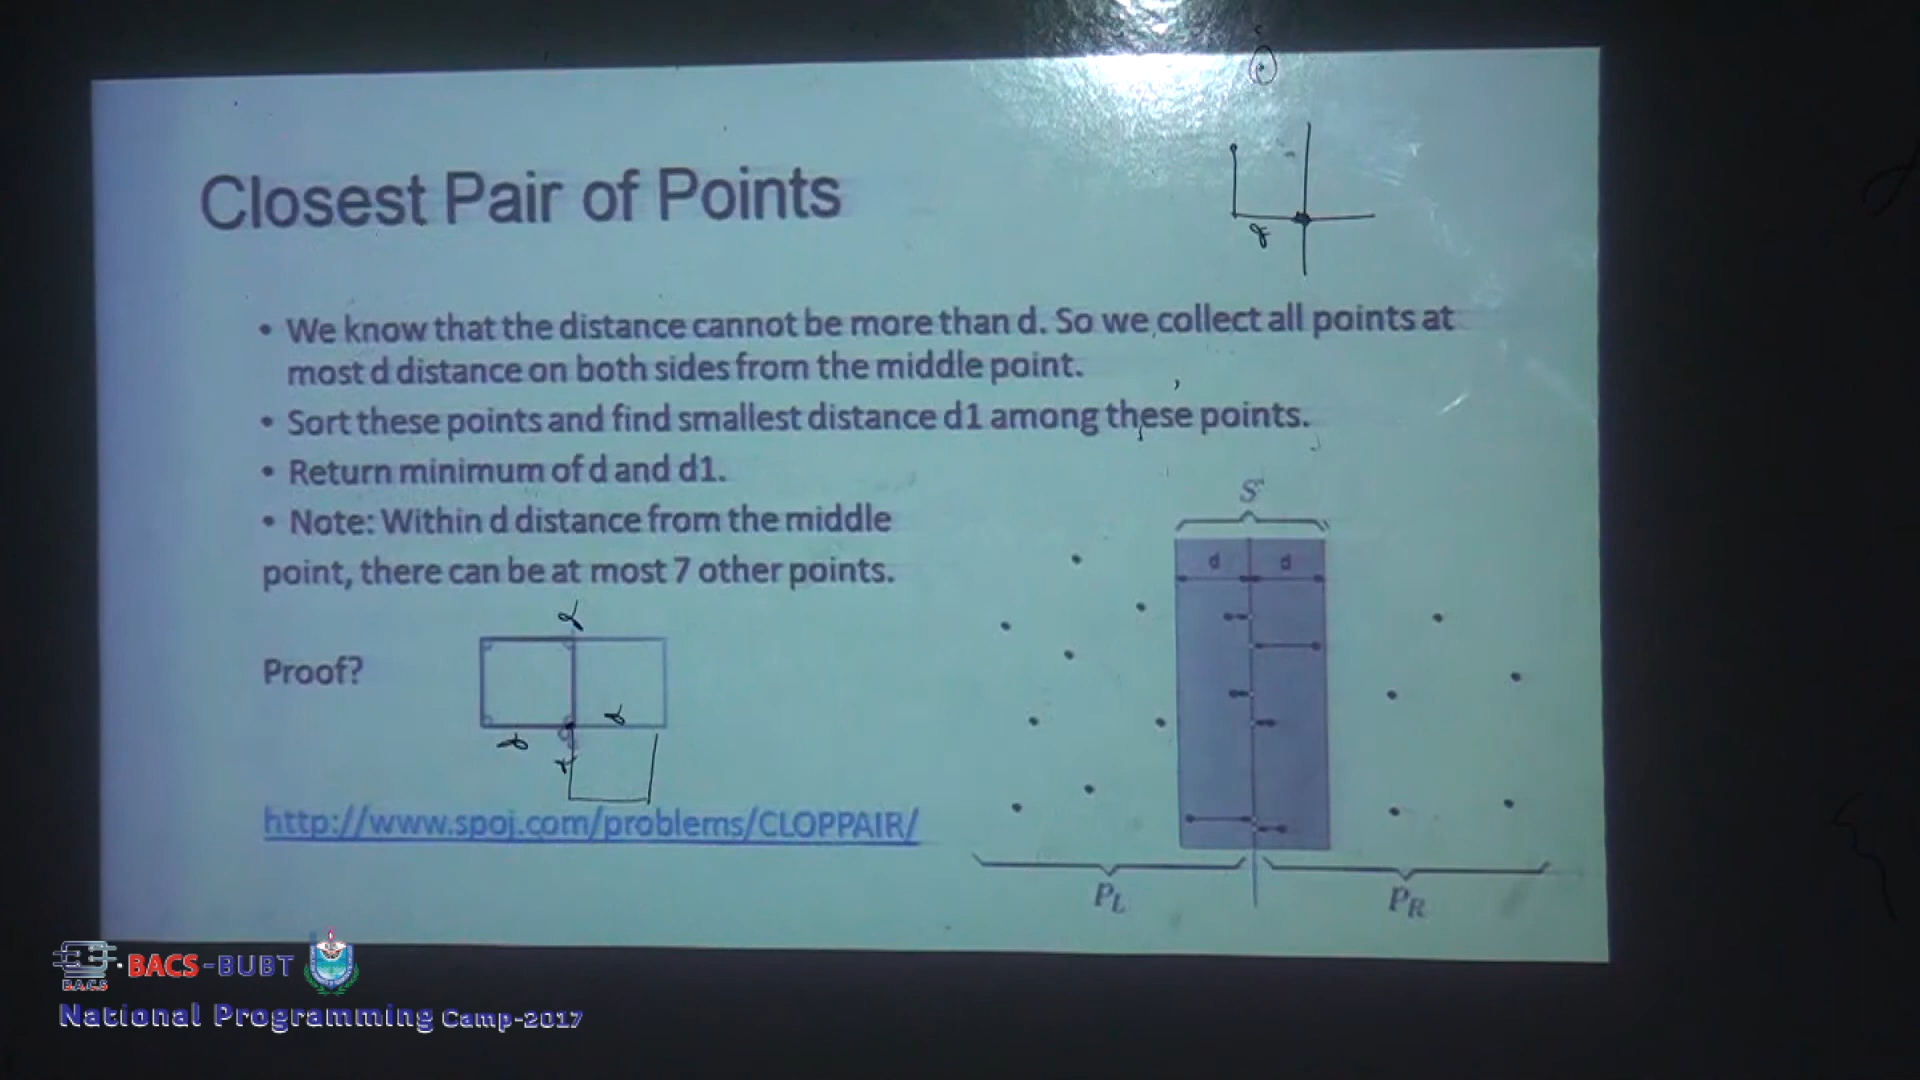 Closest Pair of Points
• We know that the distance cannot be more than d. So we collect all points at
most d distance on both sides from the middle point.
• Sort these points and find smallest distance d1 among these points.
• Return minimum of d and d1.
• Note: Within d distance from the middle
point, there can be at most 7 other points.
Proof?
http://www.spoj.com/problems/CLOPPAIR/
S
d d
PL PR
B.A.C.S
BACS-BUBT
National Programming Camp-2017